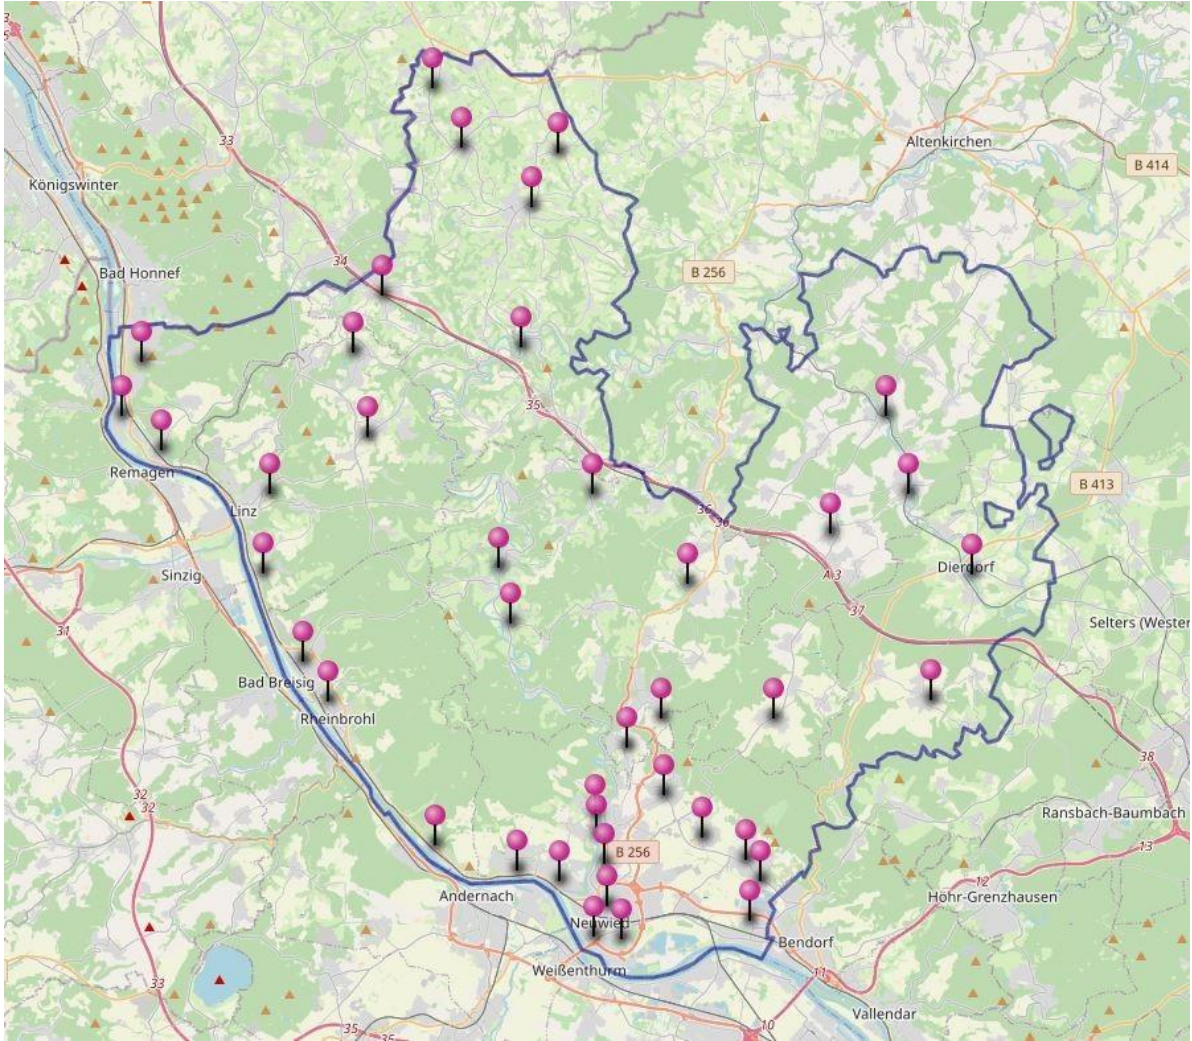 33
Altenkirchen
B 414
Königswinter
34
Bad Honnef
B 256
35
Remagen
B 413
Linz
36
36
Sinzig
Dierdorf
A 3
37
31
Selters (Wester
Bad Breisig
Rheinbrohl
38
32
32
Ransbach-Baumbach
13
B 256
12
Andernach
Höhr-Grenzhausen
Neuwied
Bendorf
Weißenthurm
11
33
Vallendar
10
35
35